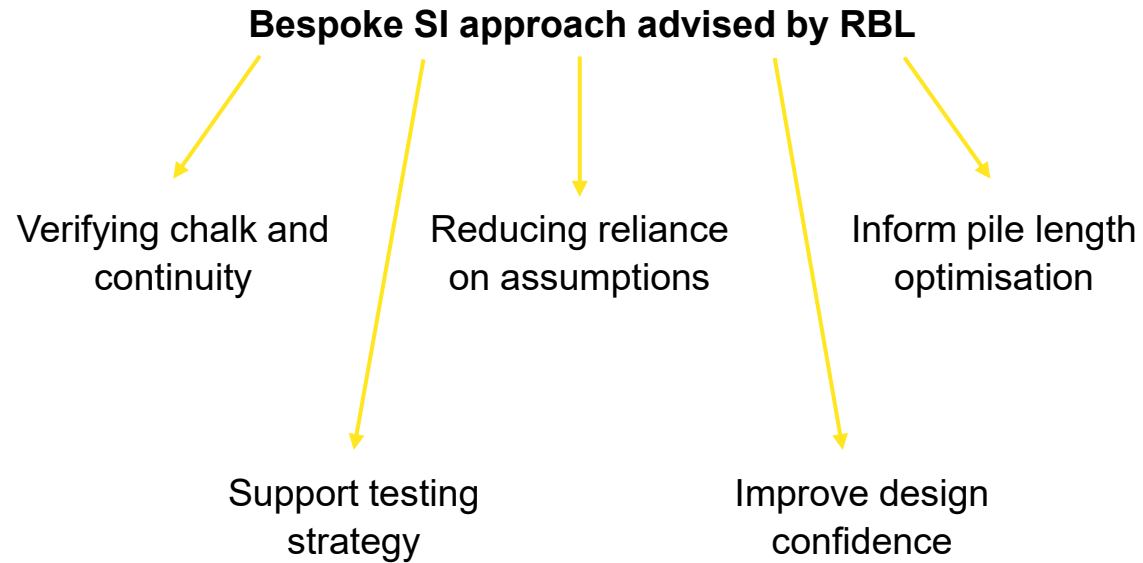 Bespoke SI approach advised by RBL
Verifying chalk and
continuity
Reducing reliance
on assumptions
Inform pile length
optimisation
Support testing
strategy
Improve design
confidence